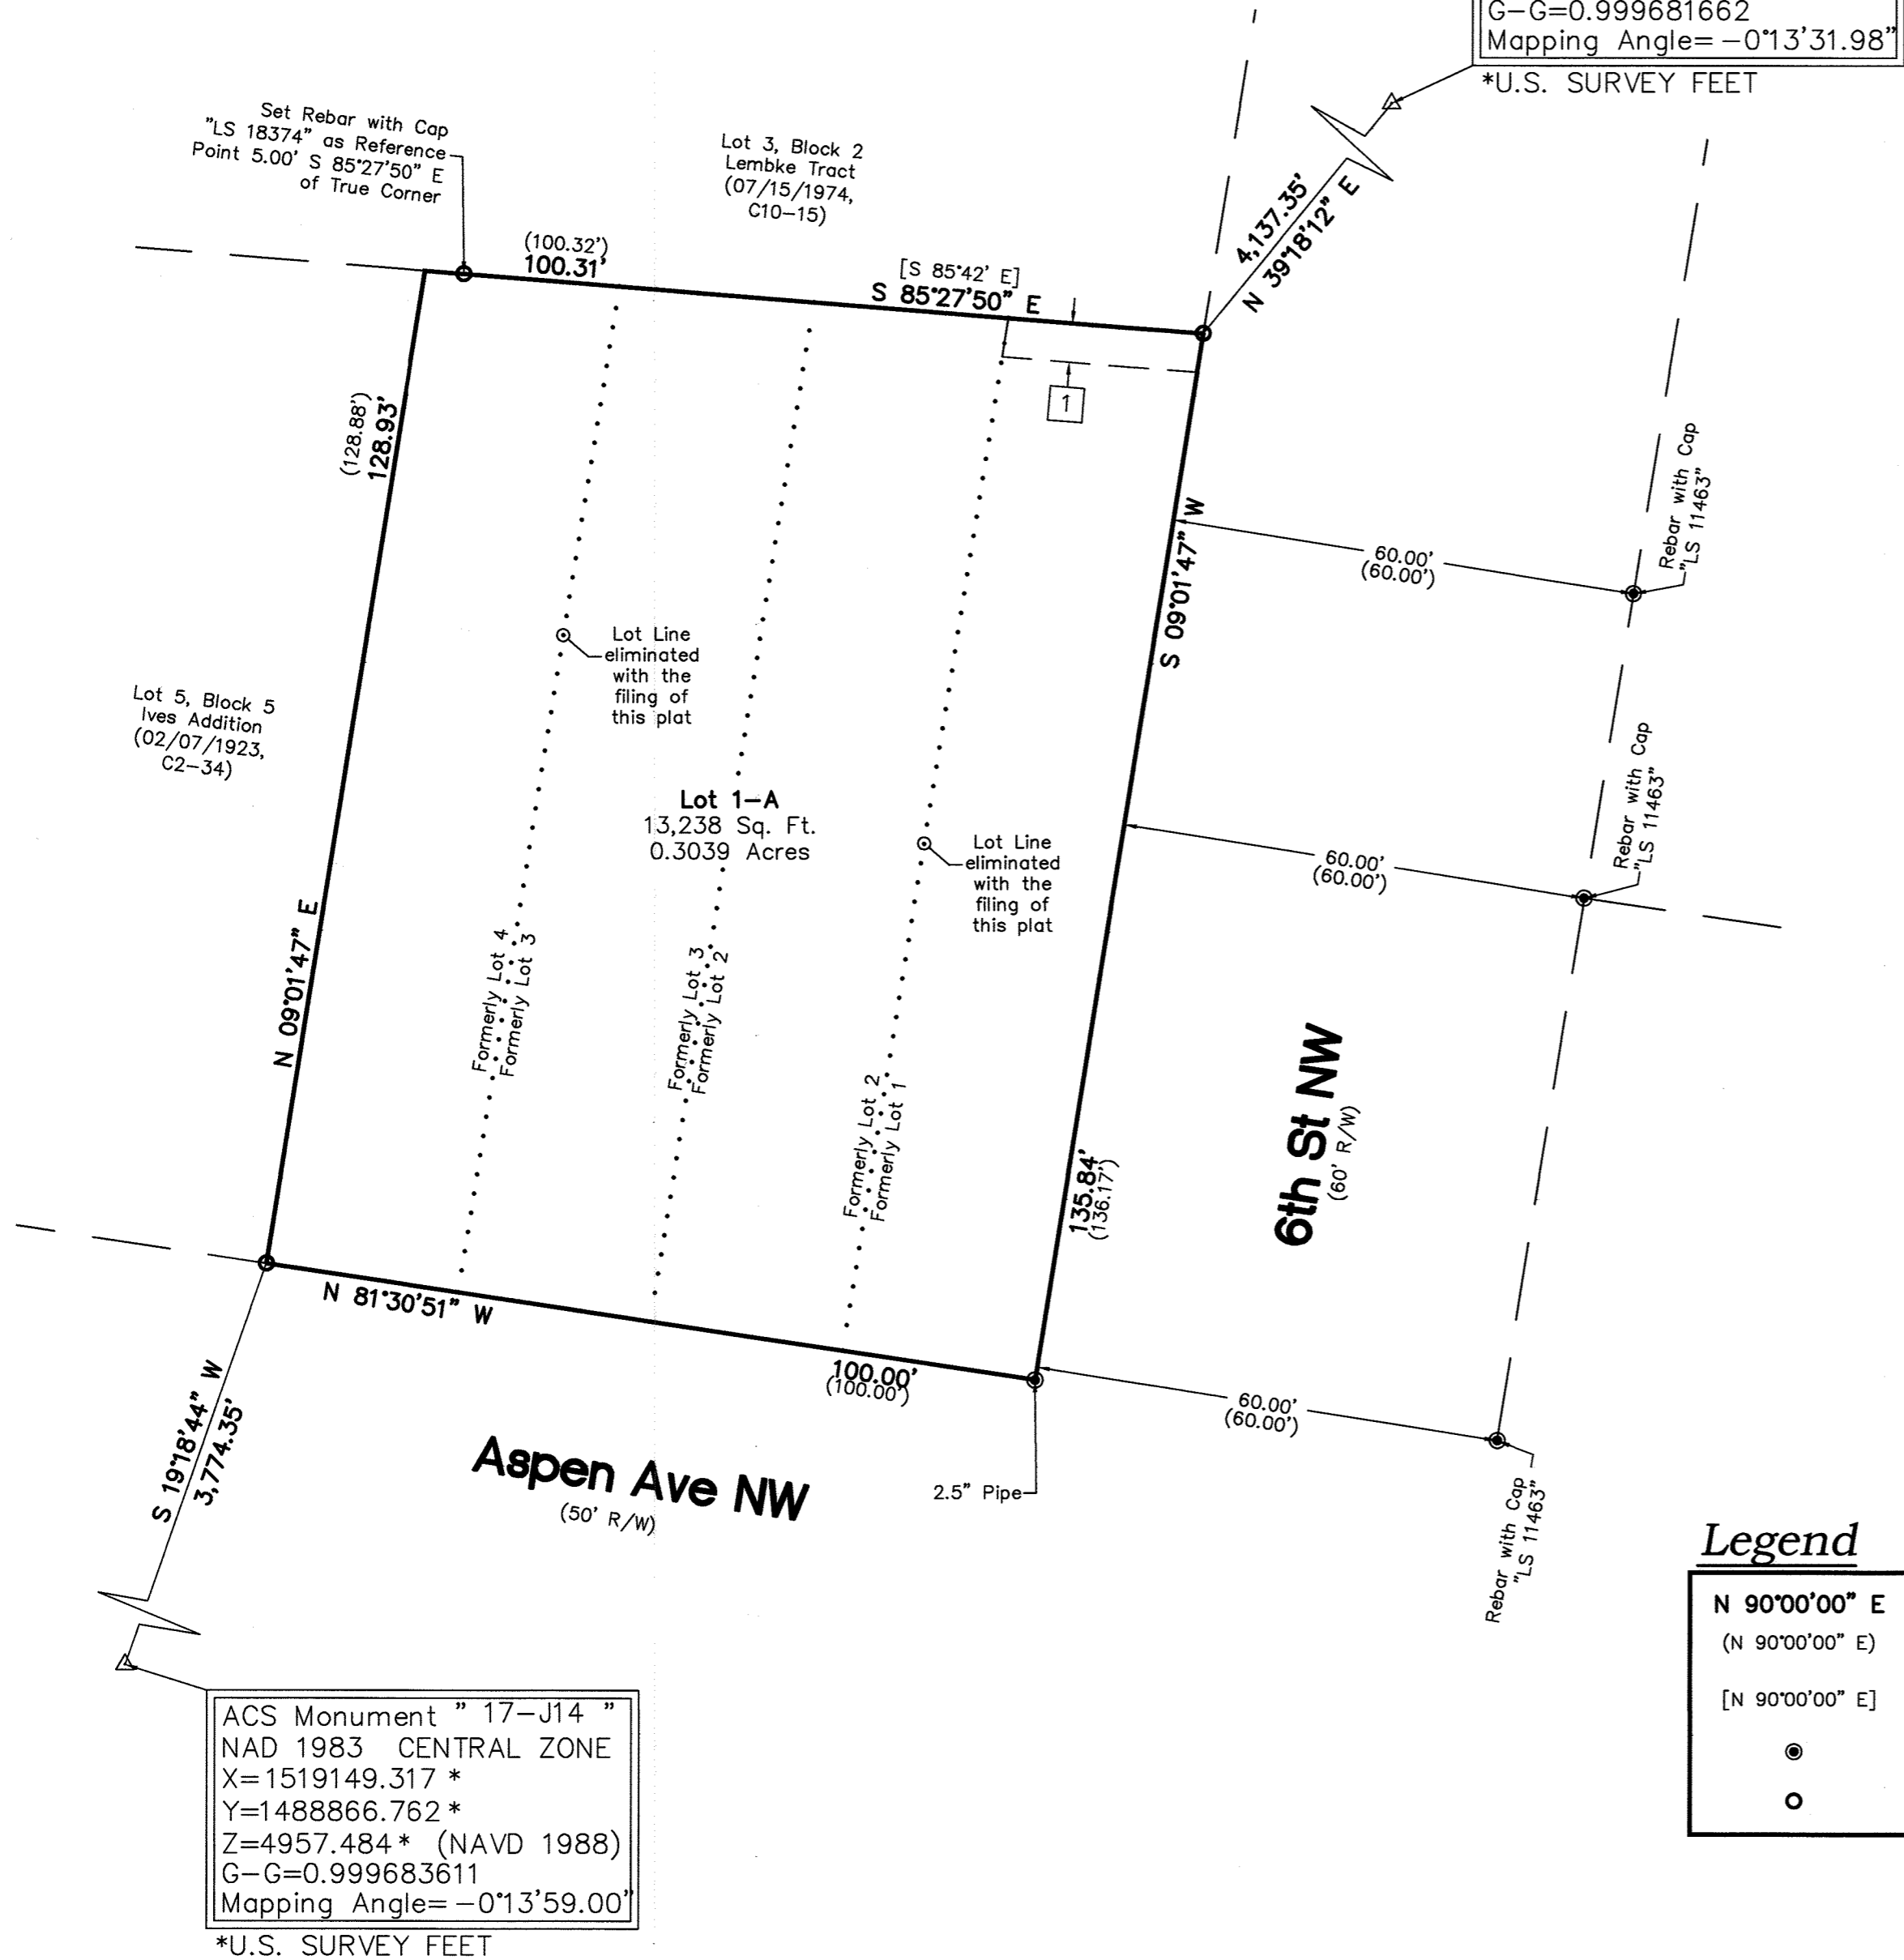 G-G=0.999681662
Mapping Angle= -0°13'31.98"
*U.S. SURVEY FEET
Set Rebar with Cap
"LS 18374" as Reference
Point 5.00' S 85°27'50" E
of True Corner
Lot 3, Block 2
Lembke Tract
(07/15/1974,
C10-15)
4,137.35'
N 39°18'12" E
(100.32')
100.31'
[S 85°42' E]
S 85°27'50" E
1
(128.88')
128.93'
Rebar with Cap
"LS 11463"
S 09°01'47" W
60.00'
(60.00')
Lot Line
eliminated
with the
filing of
this plat
Lot 5, Block 5
Ives Addition
(02/07/1923,
C2-34)
Lot 1-A
13,238 Sq. Ft.
0.3039 Acres
Lot Line
eliminated
with the
filing of
this plat
Rebar with Cap
"LS 11463"
60.00'
(60.00')
N 09°01'47" E
Formerly Lot 4
Formerly Lot 3
Formerly Lot 3
Formerly Lot 2
Formerly Lot 2
Formerly Lot 1
135.84'
(136.17')
6th St NW
(60' R/W)
N 81°30'51" W
100.00'
(100.00')
60.00'
(60.00')
S 19°18'44" W
3,774.35'
Aspen Ave NW
(50' R/W)
2.5" Pipe
Rebar with Cap
"LS 11463"
Legend
N 90°00'00" E
(N 90°00'00" E)
[N 90°00'00" E]
ACS Monument " 17-J14 "
NAD 1983 CENTRAL ZONE
X=1519149.317 *
Y=1488866.762 *
Z=4957.484 * (NAVD 1988)
G-G=0.999683611
Mapping Angle= -0°13'59.00"
*U.S. SURVEY FEET